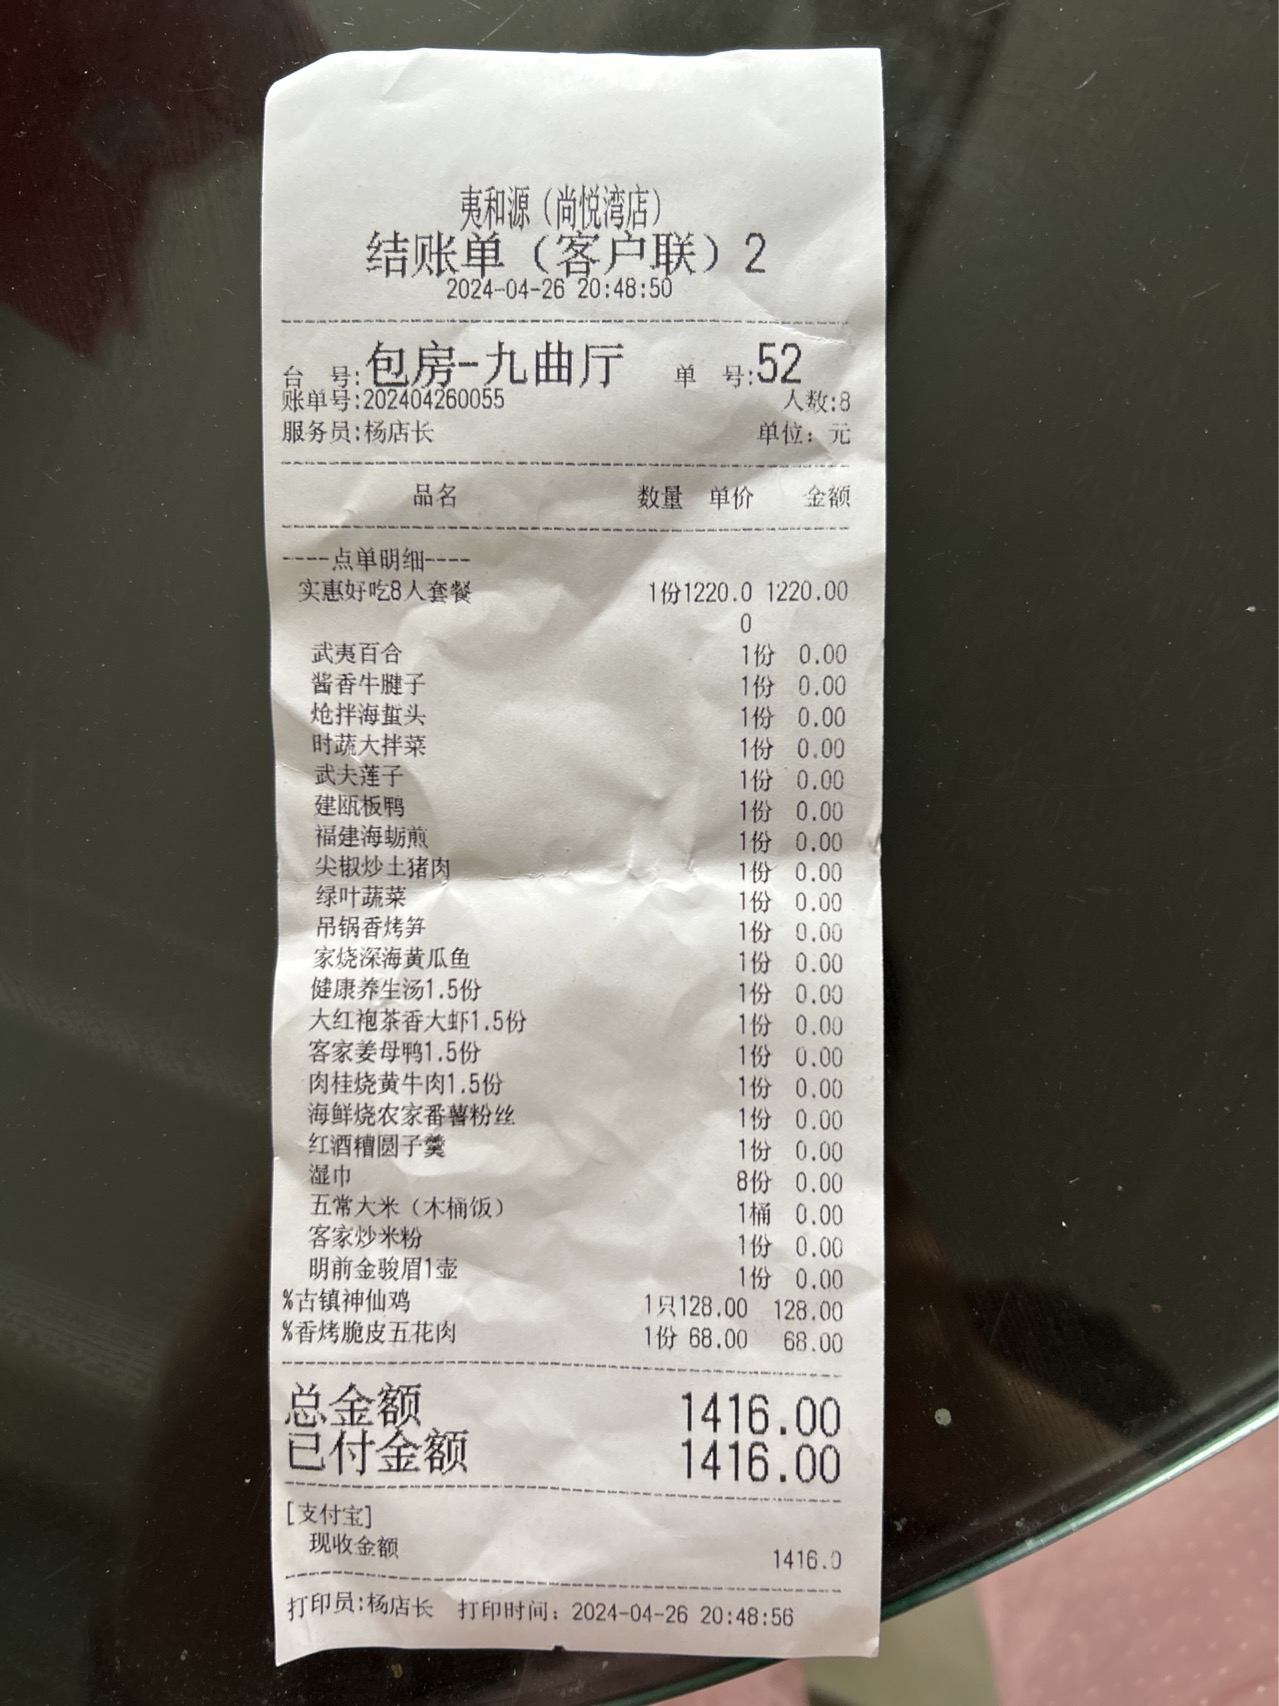 夷和源（尚悦湾店）
结账单（客户联）2
2024-04-26 20:48:50
台 号:包房-九曲厅 单 号:52
账单号:202404260055 人数:8
服务员:杨店长 单位：元
品名 数量 单价 金额
----点单明细----
实惠好吃8人套餐 1份1220.0 1220.00
0
武夷百合 1份 0.00
酱香牛腱子 1份 0.00
炝拌海蜇头 1份 0.00
时蔬大拌菜 1份 0.00
武夫莲子 1份 0.00
建瓯板鸭 1份 0.00
福建海蛎煎 1份 0.00
尖椒炒土猪肉 1份 0.00
绿叶蔬菜 1份 0.00
吊锅香烤笋 1份 0.00
家烧深海黄瓜鱼 1份 0.00
健康养生汤1.5份 1份 0.00
大红袍茶香大虾1.5份 1份 0.00
客家姜母鸭1.5份 1份 0.00
肉桂烧黄牛肉1.5份 1份 0.00
海鲜烧农家番薯粉丝 1份 0.00
红酒糟圆子羹 1份 0.00
湿巾 8份 0.00
五常大米（木桶饭） 1桶 0.00
客家炒米粉 1份 0.00
明前金骏眉1壶 1份 0.00
%古镇神仙鸡 1只128.00 128.00
%香烤脆皮五花肉 1份 68.00 68.00
总金额 1416.00
已付金额 1416.00
[支付宝]
现收金额 1416.0
打印员:杨店长 打印时间：2024-04-26 20:48:56